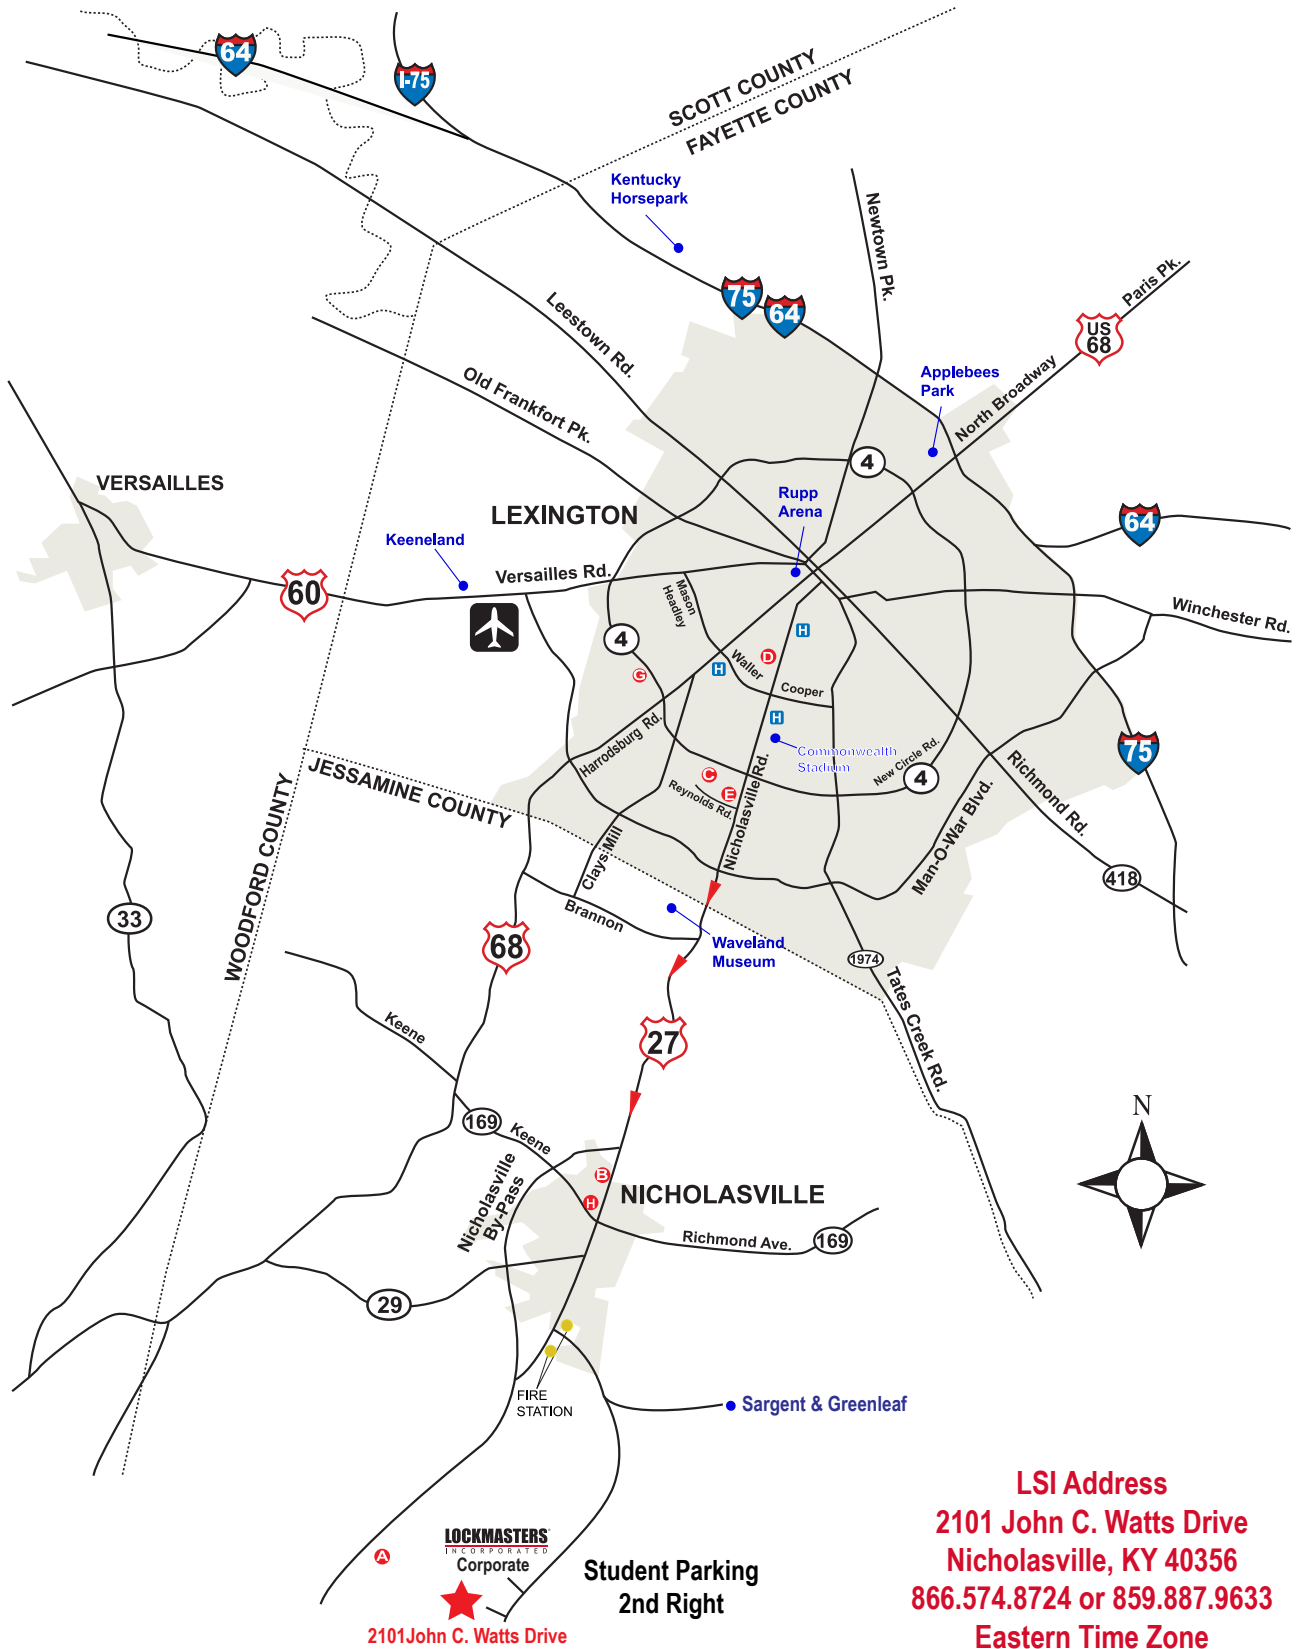 64
I-75
SCOTT COUNTY
FAYETTE COUNTY
Kentucky
Horsepark
Newtown Pk.
Paris Pk.
75
64
US
68
Leestown Rd.
Old Frankfort Pk.
Applebees
Park
North Broadway
4
VERSAILLES
LEXINGTON
Rupp
Arena
64
Keeneland
Versailles Rd.
60
Mason
Headley
Winchester Rd.
4
H
D
Waller
H
G
Cooper
H
Harrodsburg Rd.
Commonwealth
Stadium
New Circle Rd.
4
75
Richmond Rd.
JESSAMINE COUNTY
WOODFORD COUNTY
C
E
Reynolds Rd.
Nicholasville Rd.
Man-O-War Blvd.
Clays Mill
418
33
Brannon
68
Waveland
Museum
1974
Tates Creek Rd.
Keene
27
N
169
Keene
Nicholasville
By-Pass
B
H
NICHOLASVILLE
Richmond Ave.
169
29
FIRE
STATION
Sargent & Greenleaf
LOCKMASTERS
INCORPORATED
Corporate
A
Student Parking
2nd Right
2101John C. Watts Drive
LSI Address
2101 John C. Watts Drive
Nicholasville, KY 40356
866.574.8724 or 859.887.9633
Eastern Time Zone